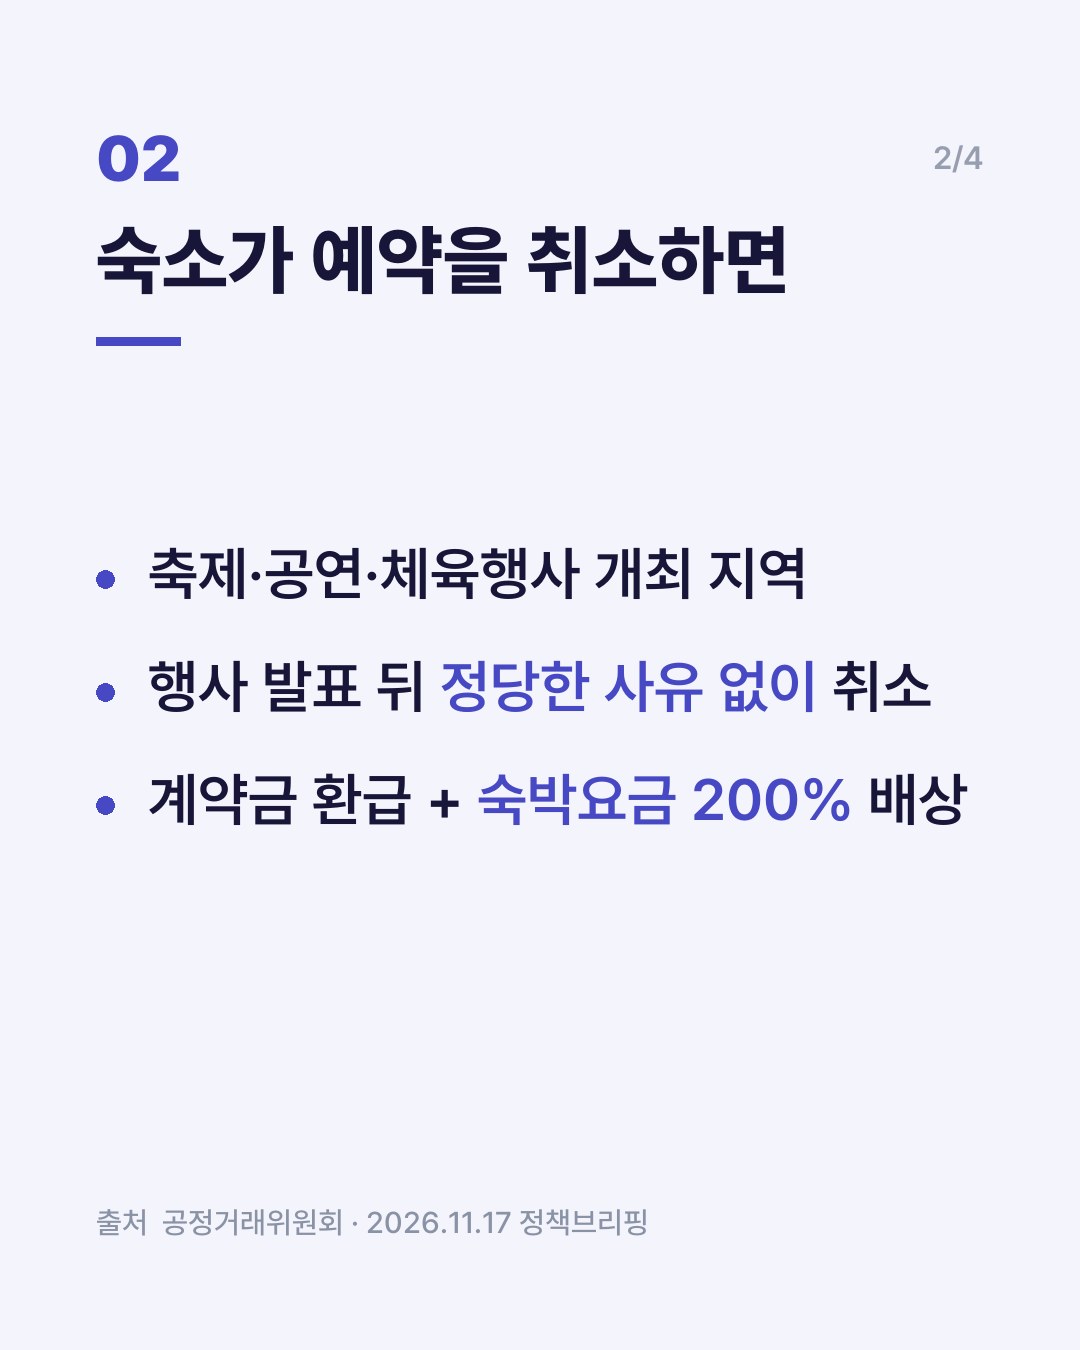 02
2/4
숙소가 예약을 취소하면
축제·공연·체육행사 개최 지역
행사 발표 뒤 정당한 사유 없이 취소
계약금 환급 + 숙박요금 200% 배상
출처 공정거래위원회 · 2026.11.17 정책브리핑